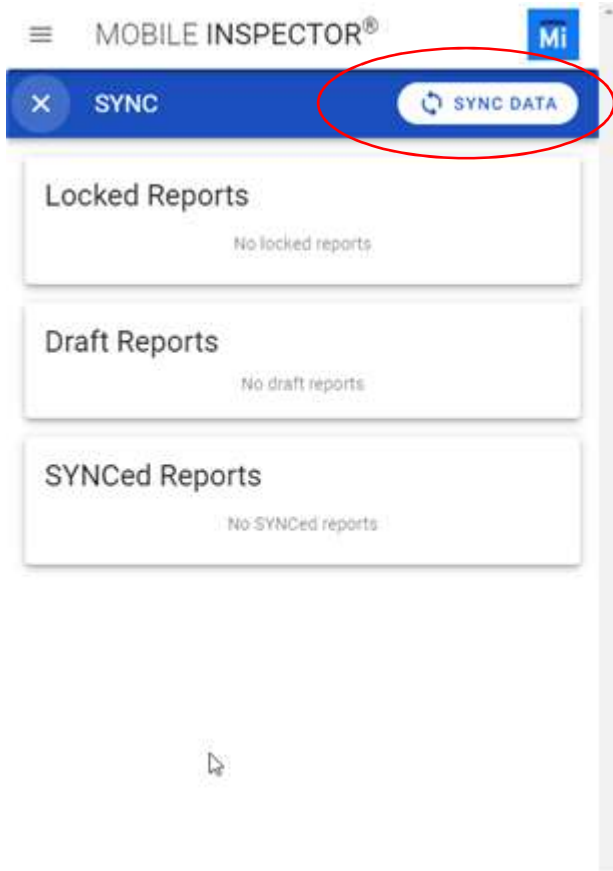 MOBILE INSPECTOR®
Mi
SYNC
SYNC DATA
Locked Reports
No locked reports
Draft Reports
No draft reports
SYNCed Reports
No SYNCed reports